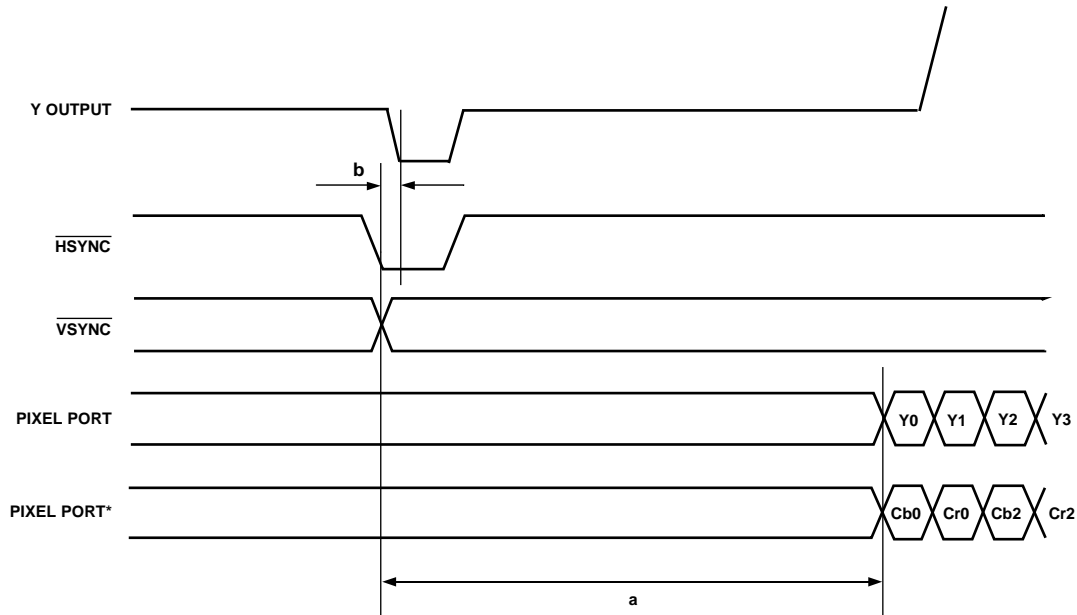 Y OUTPUT
b
HSYNC
VSYNC
PIXEL PORT
Y0 Y1 Y2 Y3
PIXEL PORT*
Cb0 Cr0 Cb2 Cr2
a